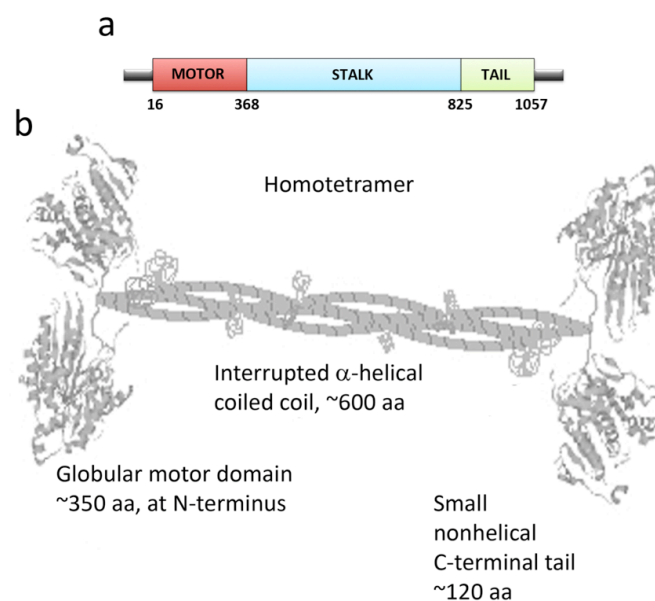 a
MOTOR STALK TAIL
16 368 825 1057
b
Homotetramer
Interrupted α-helical
coiled coil, ~600 aa
Globular motor domain
~350 aa, at N-terminus
Small
nonhelical
C-terminal tail
~120 aa